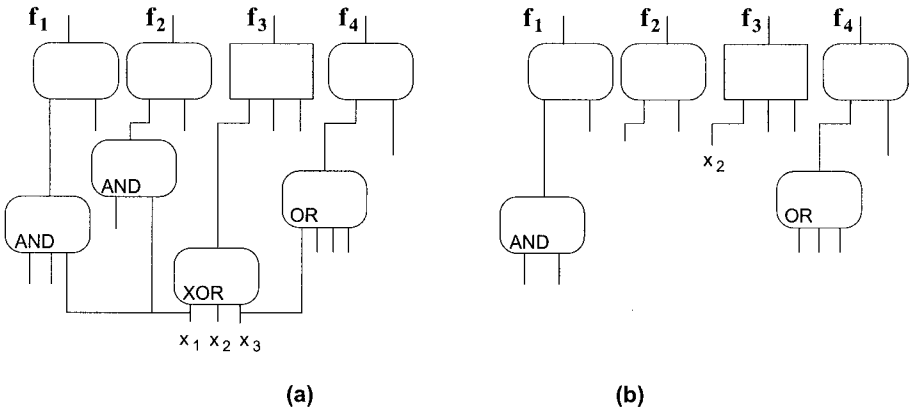 f1 f2 f3 f4 f1 f2 f3 f4
x2
AND OR OR
AND AND
XOR
x1 x2 x3
(a) (b)